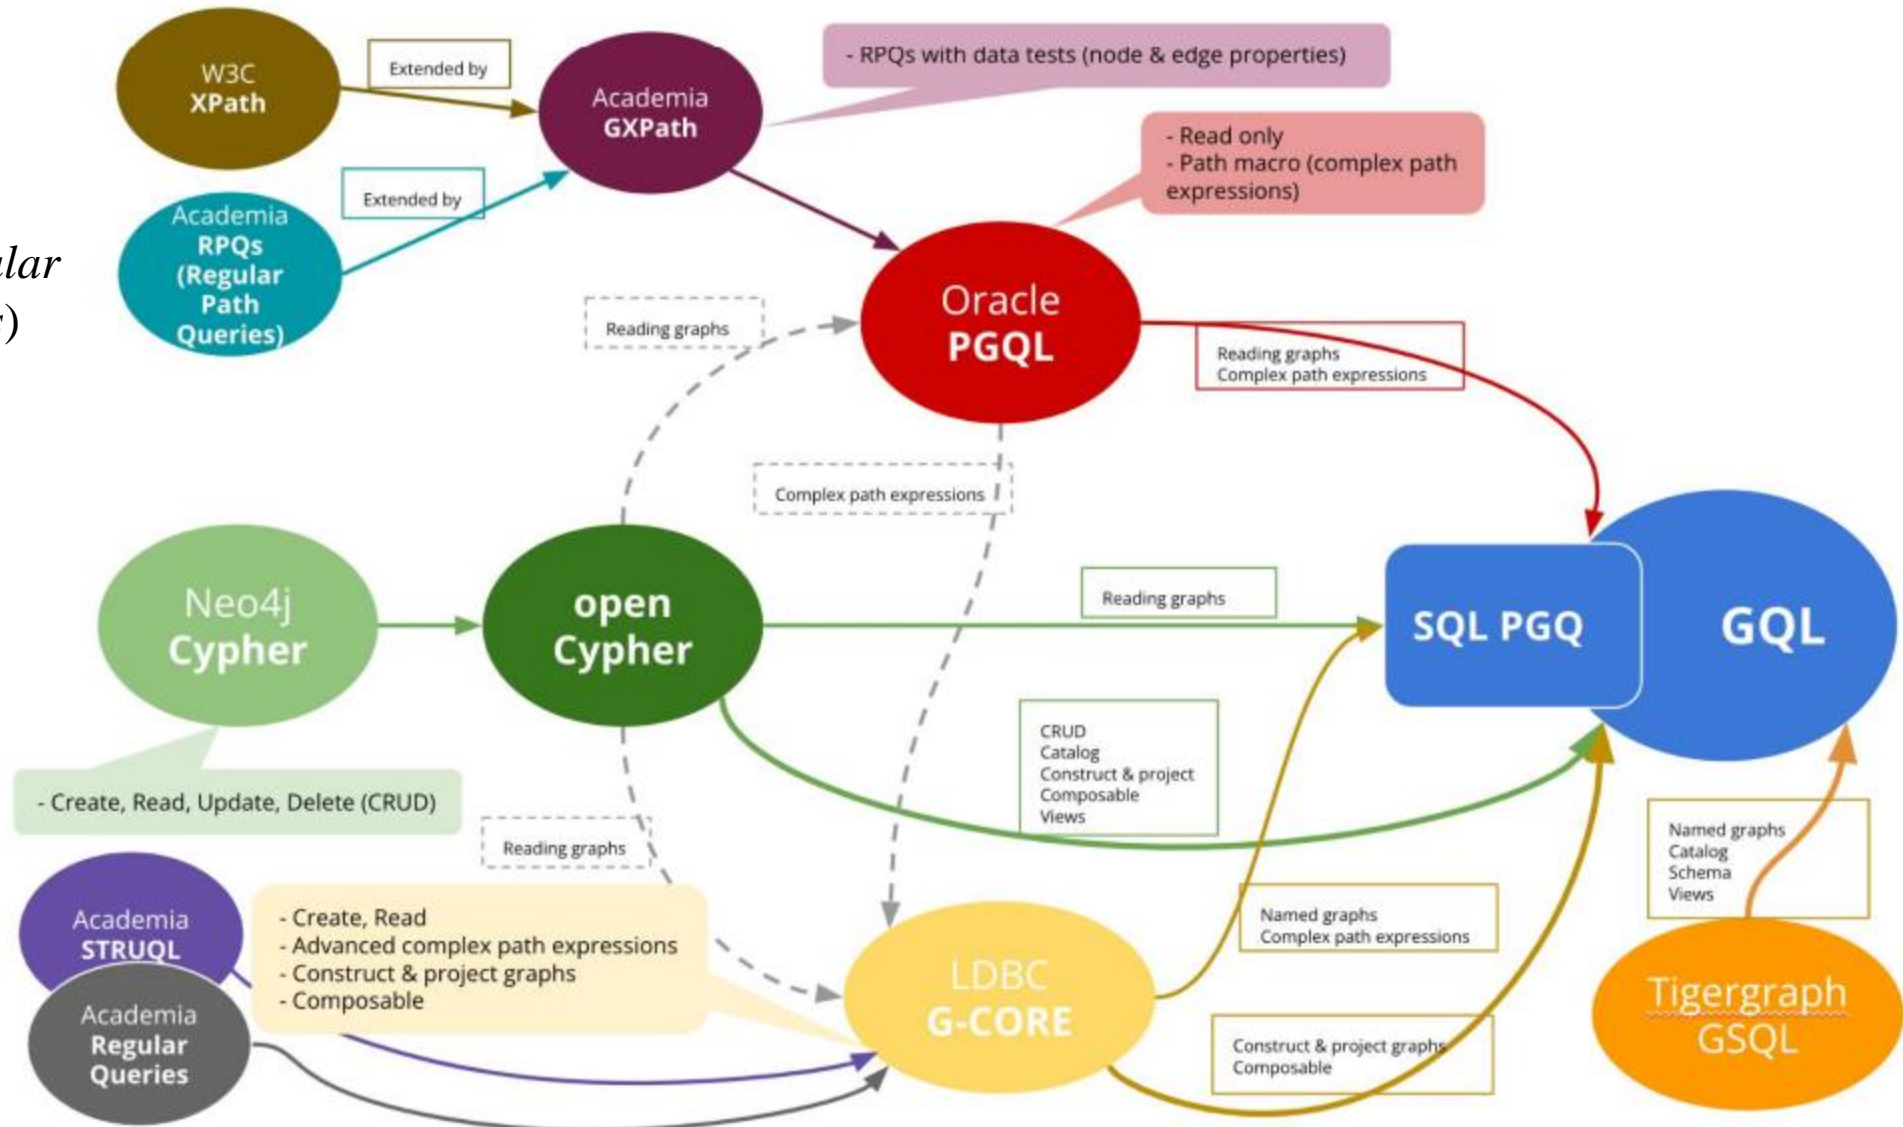 W3C
XPath
Extended by
Academia
GXPath
- RPQs with data tests (node & edge properties)
- Read only
- Path macro (complex path
expressions)
Extended by
Academia
RPQs
(Regular
Path
Queries)
Reading graphs
Oracle
PGQL
Reading graphs
Complex path expressions
Complex path expressions
Neo4j
Cypher
open
Cypher
Reading graphs
SQL PGQ
GQL
CRUD
Catalog
Construct & project
Composable
Views
- Create, Read, Update, Delete (CRUD)
Reading graphs
Named graphs
Catalog
Schema
Views
Academia
STRUQL
- Create, Read
- Advanced complex path expressions
- Construct & project graphs
- Composable
Named graphs
Complex path expressions
LDBC
G-CORE
Academia
Regular
Queries
Construct & project graphs
Composable
Tigergraph
GSQL